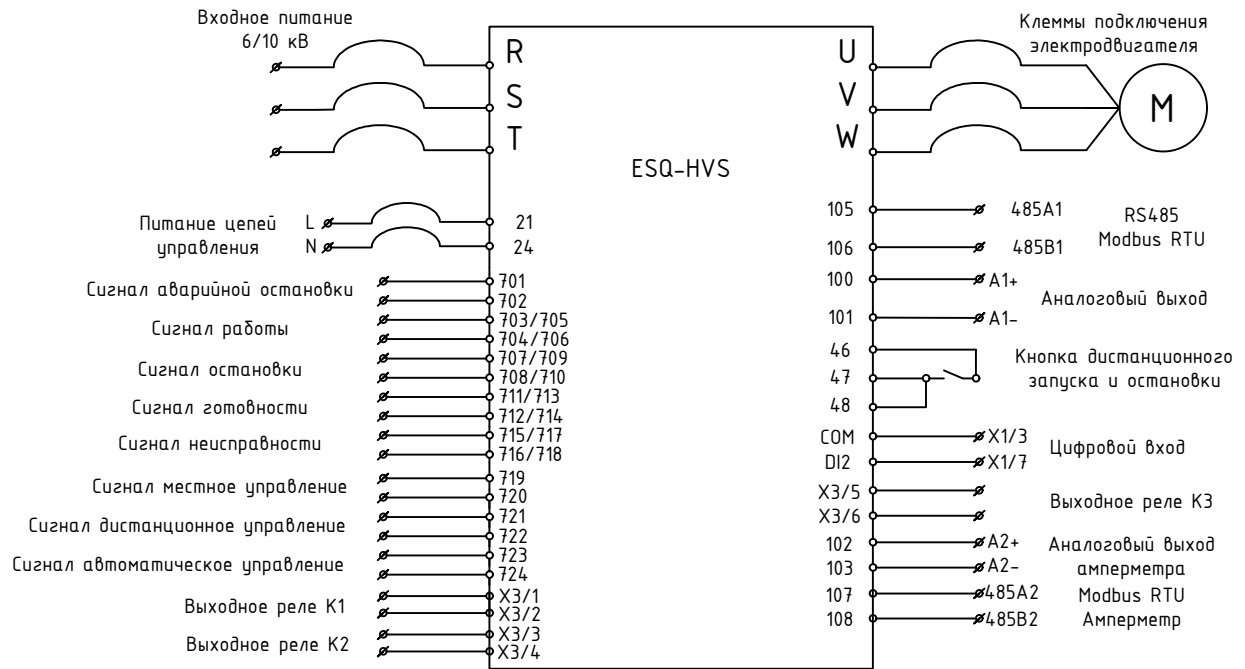 Входное питание
6/10 кВ
R
S
T
Питание цепей
управления
L
N
21
24
Сигнал аварийной остановки
701
702
Сигнал работы
703/705
704/706
Сигнал остановки
707/709
708/710
Сигнал готовности
711/713
712/714
Сигнал неисправности
715/717
716/718
Сигнал местное управление
719
720
Сигнал дистанционное управление
721
722
Сигнал автоматическое управление
723
724
Выходное реле К1
X3/1
X3/2
Выходное реле К2
X3/3
X3/4
ESQ-HVS
U
V
W
Клеммы подключения
электродвигателя
M
105
485A1
106
485B1
RS485
Modbus RTU
100
A1+
101
A1-
Аналоговый выход
46
47
48
Кнопка дистанционного
запуска и остановки
COM
X1/3
DI2
X1/7
Цифровой вход
X3/5
X3/6
Выходное реле К3
102
A2+
103
A2-
Аналоговый выход
амперметра
107
485A2
108
485B2
Modbus RTU
Амперметр